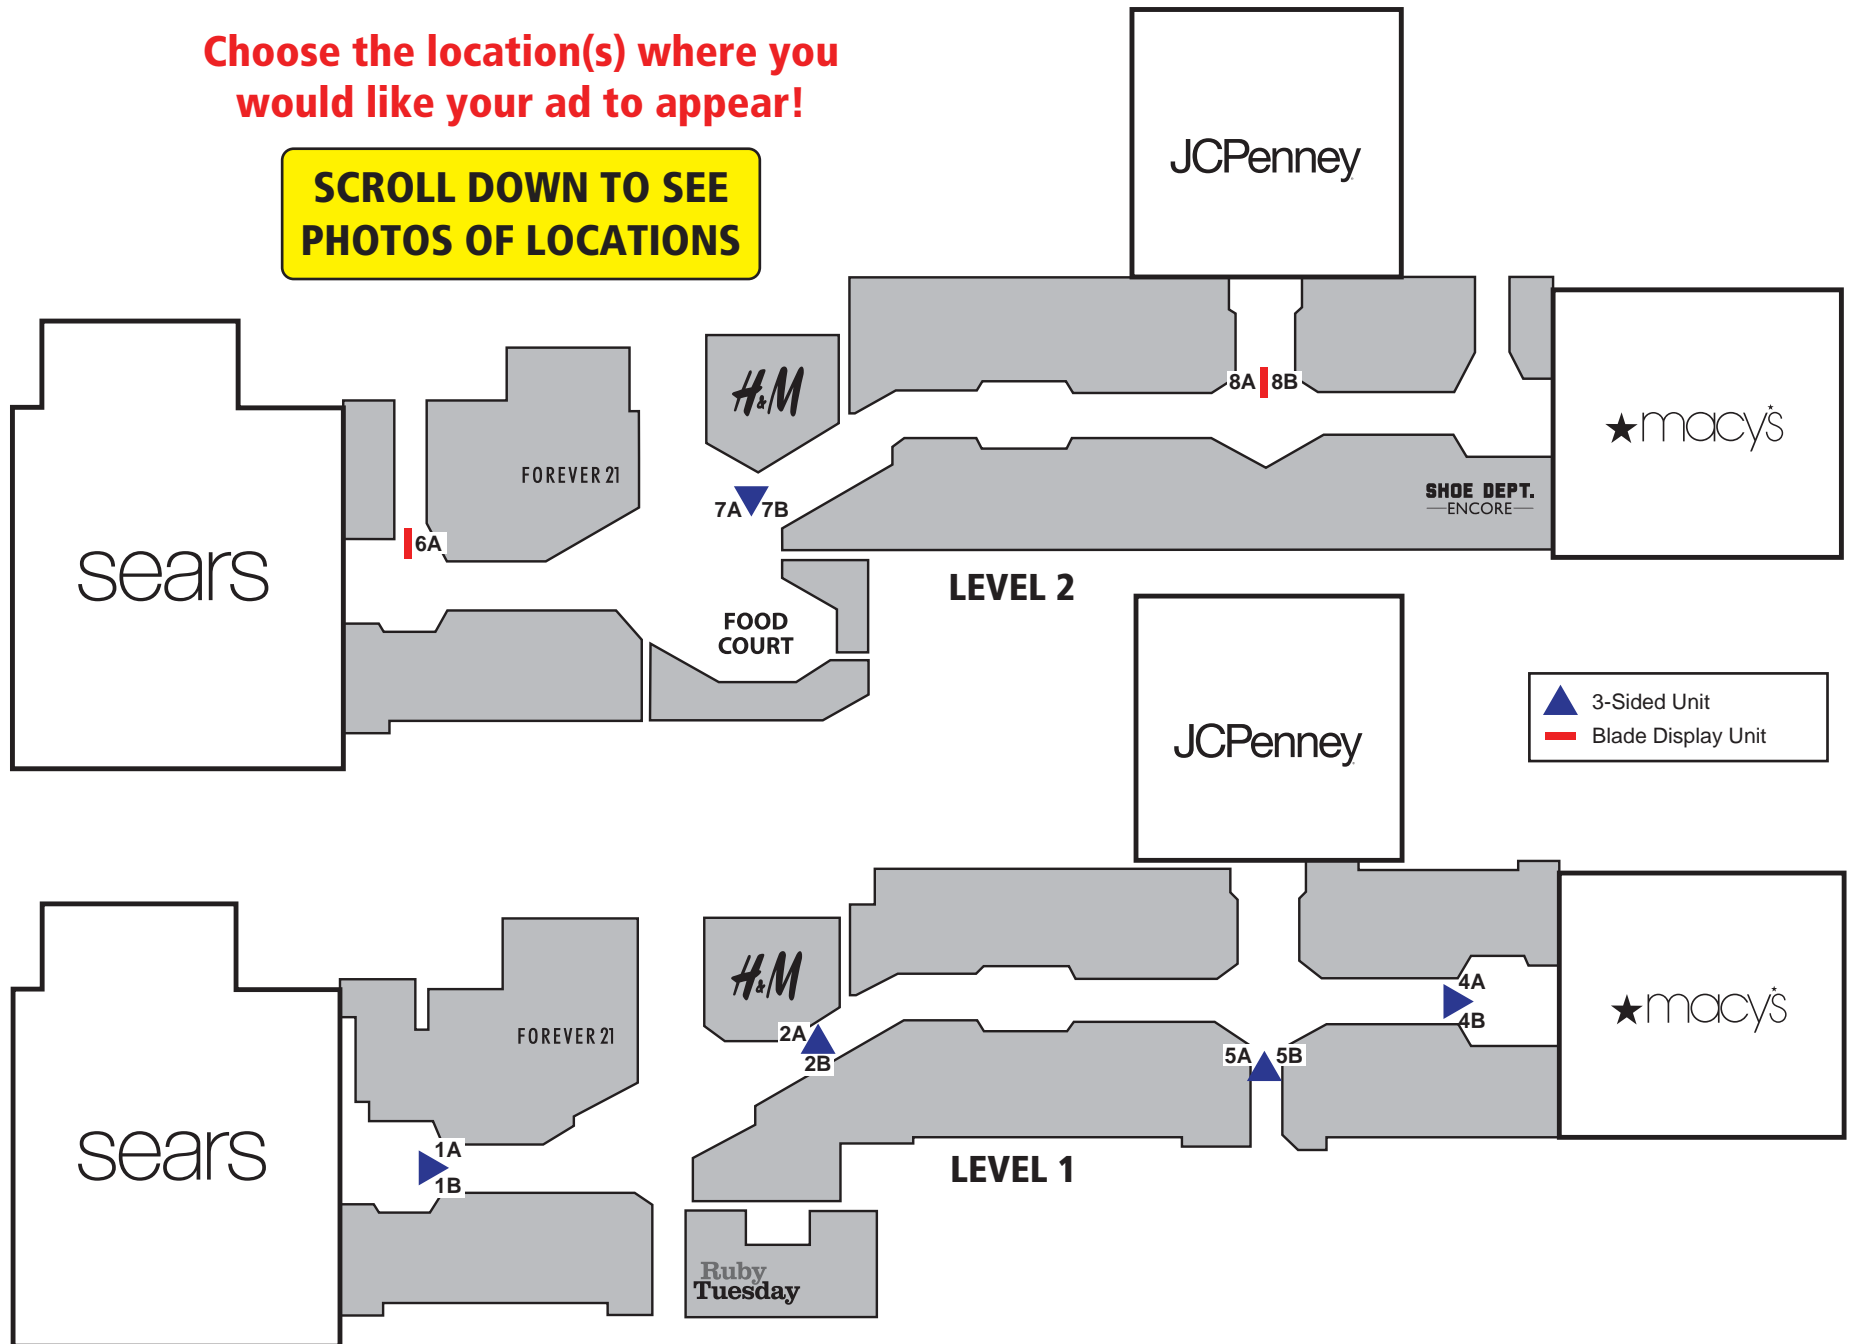 Choose the location(s) where you
would like your ad to appear!
SCROLL DOWN TO SEE
PHOTOS OF LOCATIONS
JCPenney
sears
FOREVER 21
H&M
8A 8B
★macy's
7A 7B
6A
SHOE DEPT.
ENCORE
LEVEL 2
FOOD
COURT
3-Sided Unit
Blade Display Unit
JCPenney
sears
FOREVER 21
H&M
2A
2B
4A
4B
★macy's
5A 5B
1A
1B
LEVEL 1
Ruby
Tuesday